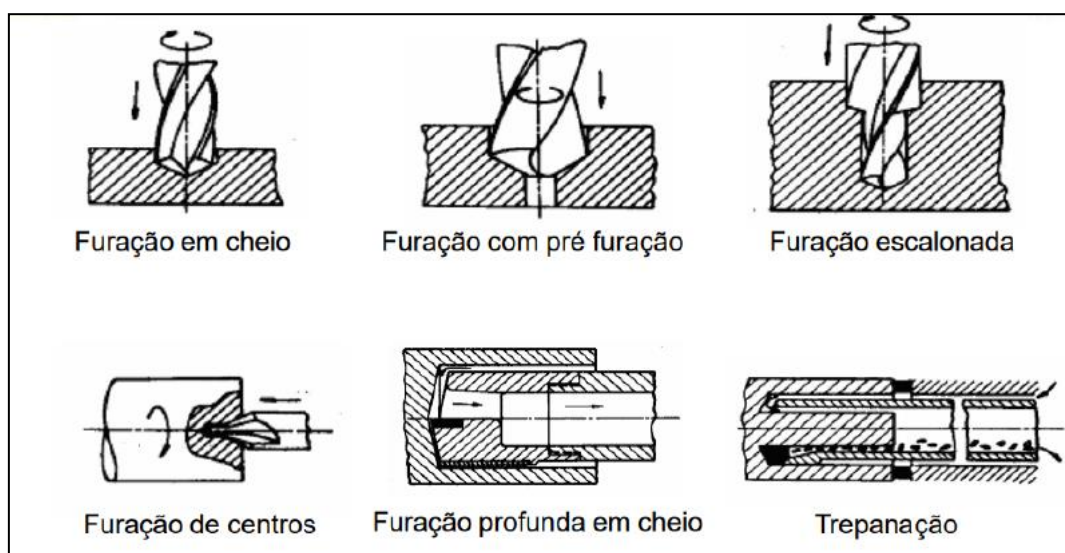 Furação em cheio
Furação com pré furação
Furação escalonada
Furação de centros
Furação profunda em cheio
Trepanação